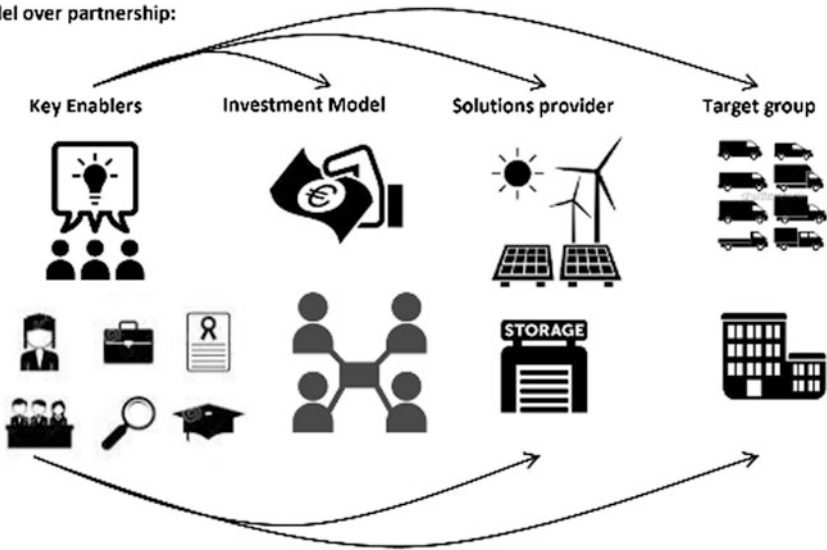 del over partnership:
Key Enablers
Investment Model
Solutions provider
Target group
€
STORAGE